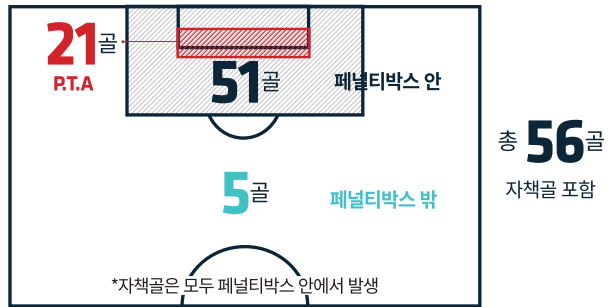 21골
P.T.A
51골
페널티박스 안
총 56골
자책골 포함
5골
페널티박스 밖
*자책골은 모두 페널티박스 안에서 발생